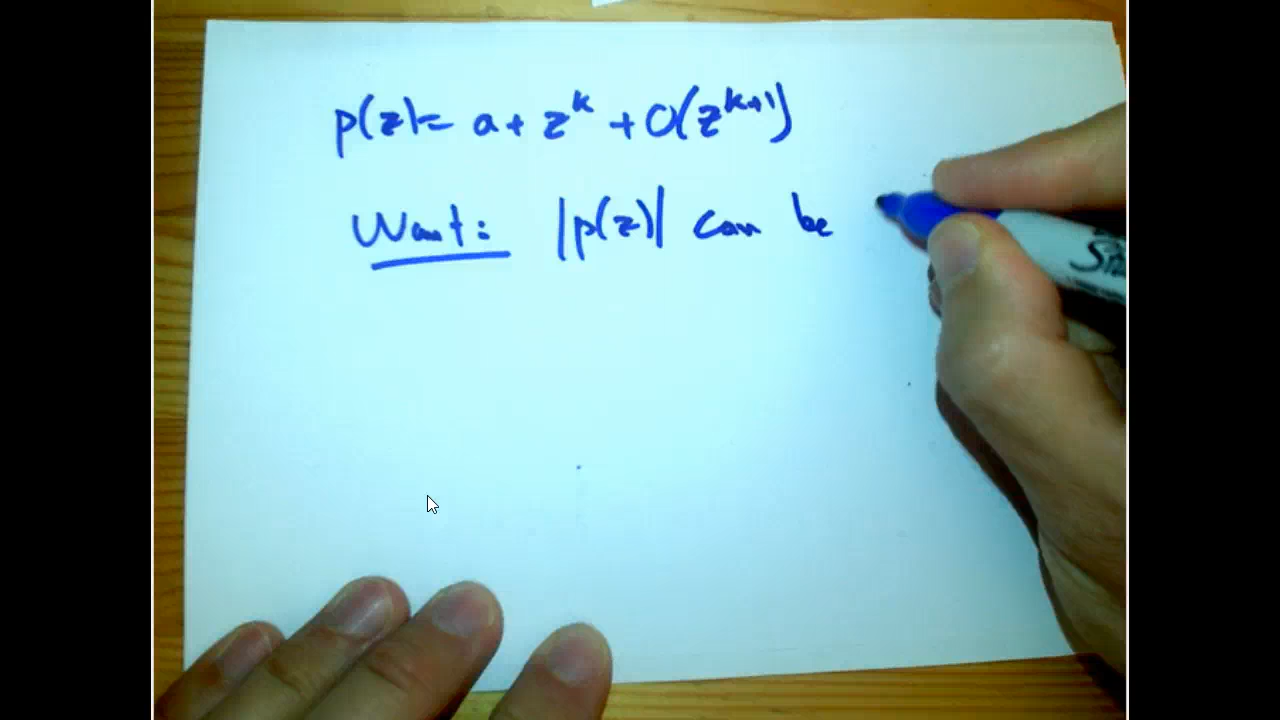 p(z)= a + z^k + O(z^{k+1})
Want: |p(z)| can be